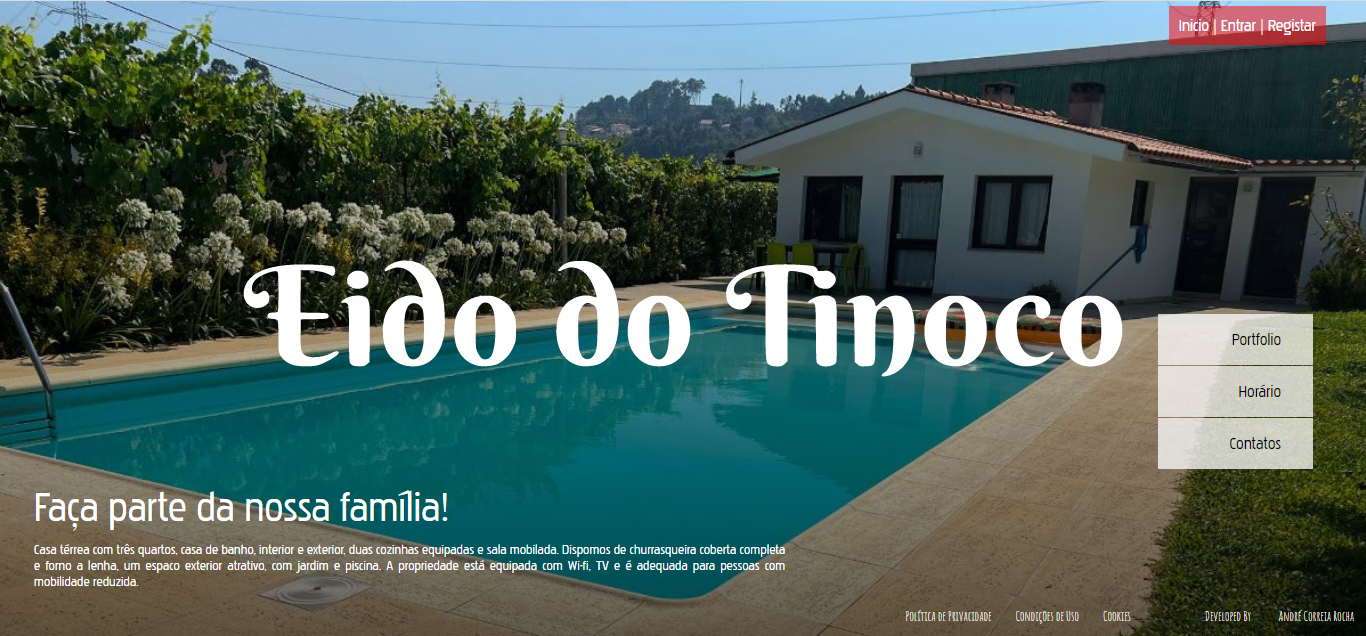 Inicio | Entrar | Registar
Eido do Tinoco
Portfolio
Horário
Contatos
Faça parte da nossa família!
Casa térrea com três quartos, casa de banho, interior e exterior, duas cozinhas equipadas e sala mobilada. Dispomos de churrasqueira coberta completa
e forno a lenha, um espaco exterior atrativo, com jardim e piscina. A propriedade está equipada com Wi-fi, TV e é adequada para pessoas com
mobilidade reduzida.
Política de Privacidade Condições de Uso Cookies Developed By André Correia Rocha